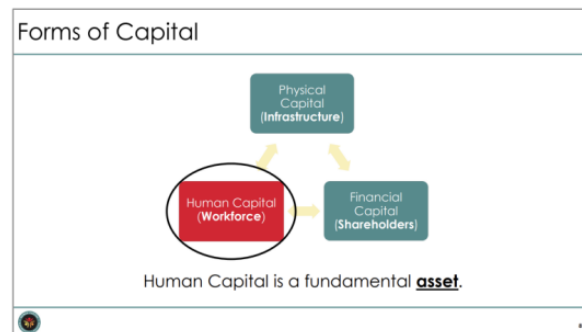 Forms of Capital
Physical
Capital
(Infrastructure)
Human Capital
(Workforce)
Financial
Capital
(Shareholders)
Human Capital is a fundamental asset.